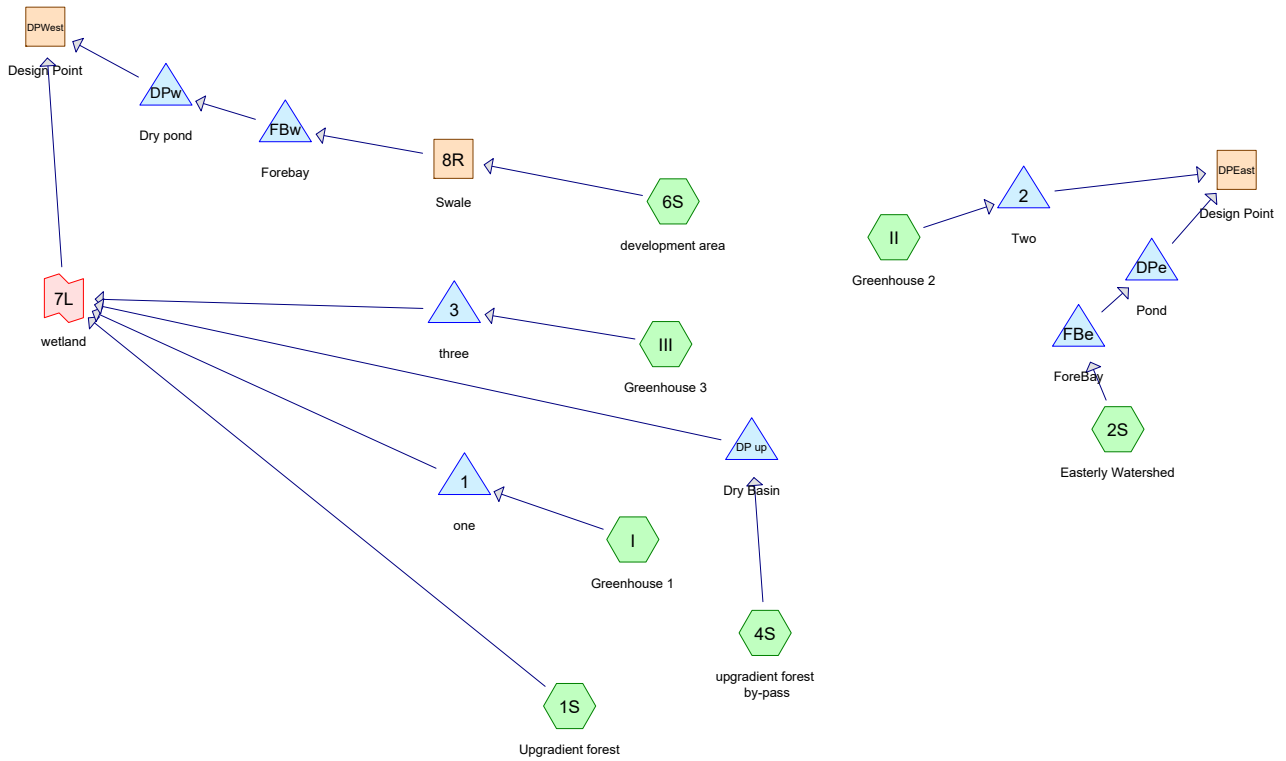 DPWest
Design Point
DPw
Dry pond
FBw
Forebay
8R
Swale
6S
development area
II
Greenhouse 2
2
Two
DPEast
Design Point
DPe
Pond
FBe
ForeBay
2S
Easterly Watershed
7L
wetland
3
three
III
Greenhouse 3
DP up
Dry Basin
1
one
I
Greenhouse 1
4S
upgradient forest
by-pass
1S
Upgradient forest